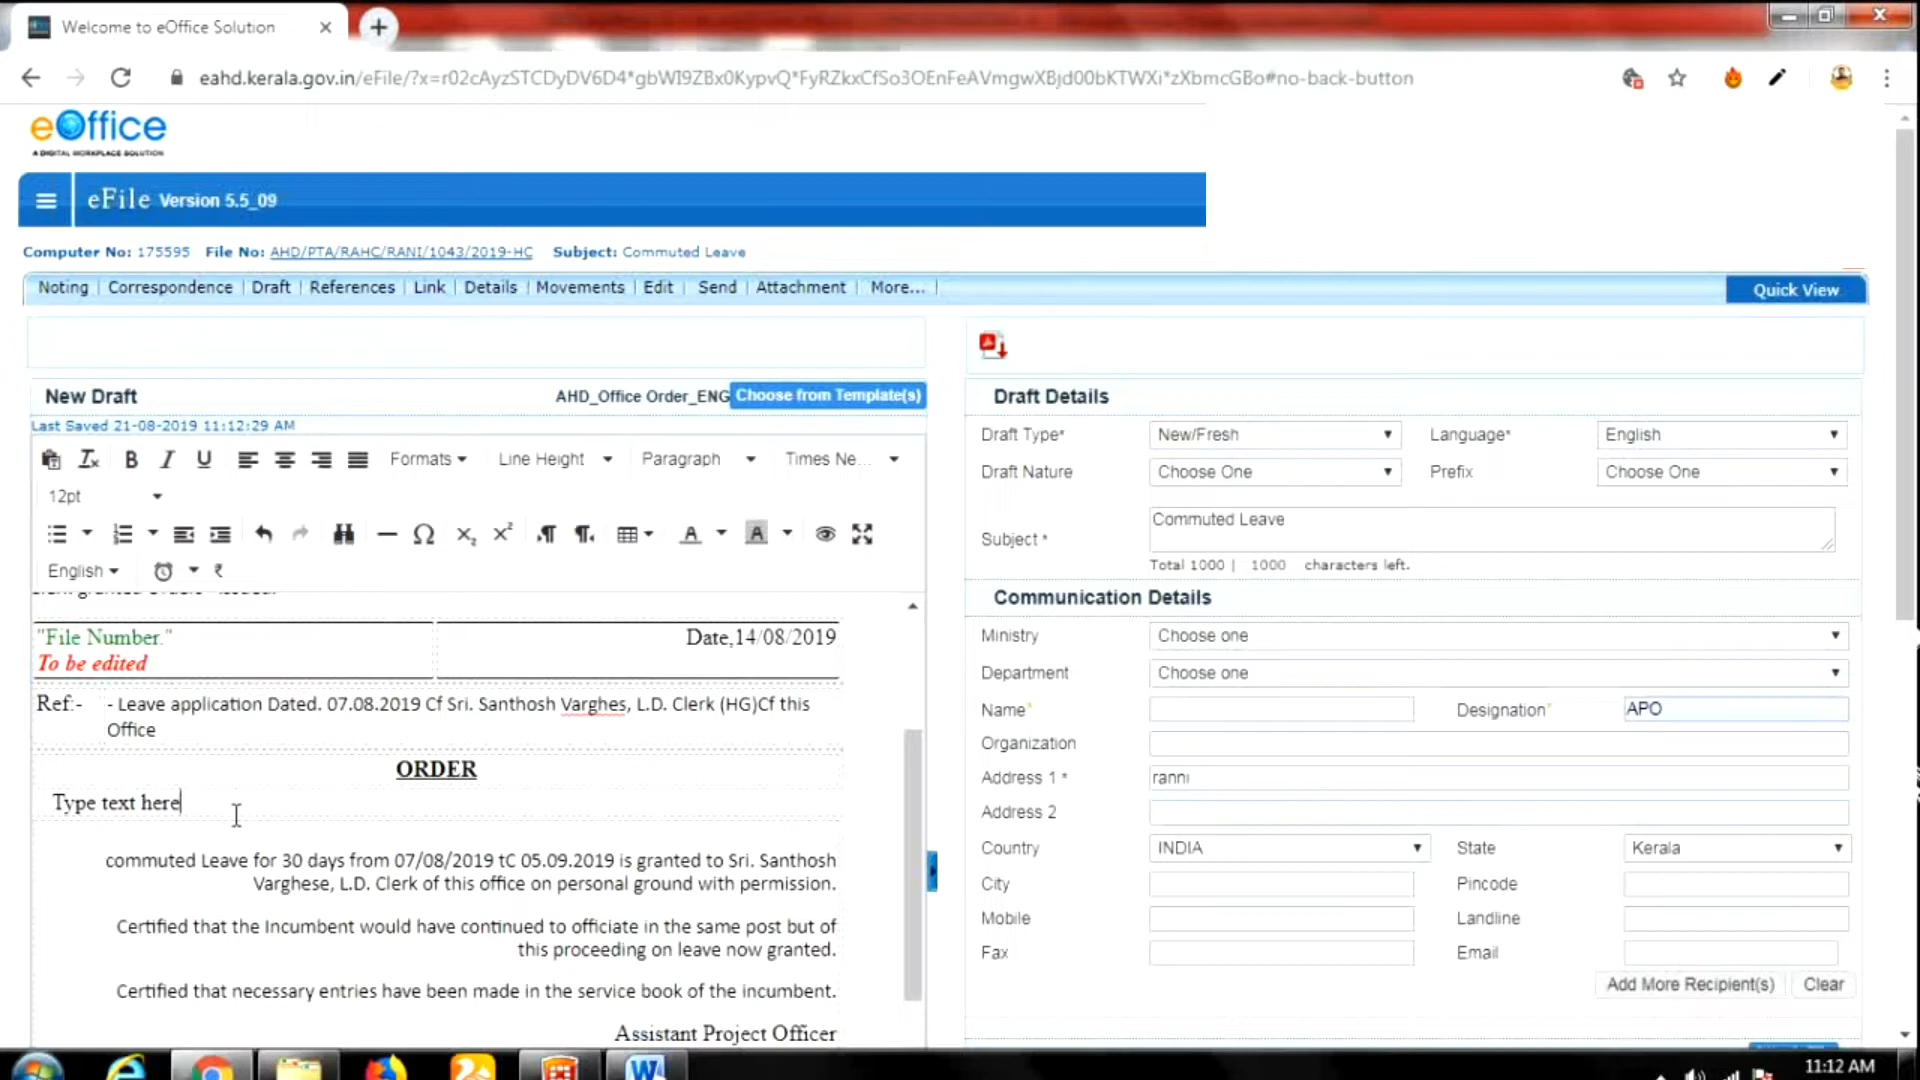 Welcome to eOffice Solution
eahd.kerala.gov.in/eFile/?x=r02cAyzSTCDyDV6D4*gbWI9ZBx0KypvQ*FyRZkxCfSo3OEnFeAVmgwXBjd00bKTWXi*zXbmcGBo#no-back-button
eOffice
A DIGITAL WORKPLACE SOLUTION
eFile Version 5.5_09
Computer No: 175595 File No: AHD/PTA/RAHC/RANI/1043/2019-HC Subject: Commuted Leave
Noting Correspondence Draft References Link Details Movements Edit Send Attachment More...
Quick View
New Draft AHD_Office Order_ENG Choose from Template(s)
Last Saved 21-08-2019 11:12:29 AM
Formats Line Height Paragraph Times Ne...
12pt
English
"File Number."
To be edited
Date,14/08/2019
Ref:- - Leave application Dated. 07.08.2019 Cf Sri. Santhosh Varghes, L.D. Clerk (HG)Cf this
Office
ORDER
Type text here
commuted Leave for 30 days from 07/08/2019 tC 05.09.2019 is granted to Sri. Santhosh
Varghese, L.D. Clerk of this office on personal ground with permission.
Certified that the Incumbent would have continued to officiate in the same post but of
this proceeding on leave now granted.
Certified that necessary entries have been made in the service book of the incumbent.
Assistant Project Officer
Draft Details
Draft Type* New/Fresh Language* English
Draft Nature Choose One Prefix Choose One
Subject * Commuted Leave
Total 1000 | 1000 characters left.
Communication Details
Ministry Choose one
Department Choose one
Name* Designation* APO
Organization
Address 1 * ranni
Address 2
Country INDIA State Kerala
City Pincode
Mobile Landline
Fax Email
Add More Recipient(s) Clear
11:12 AM